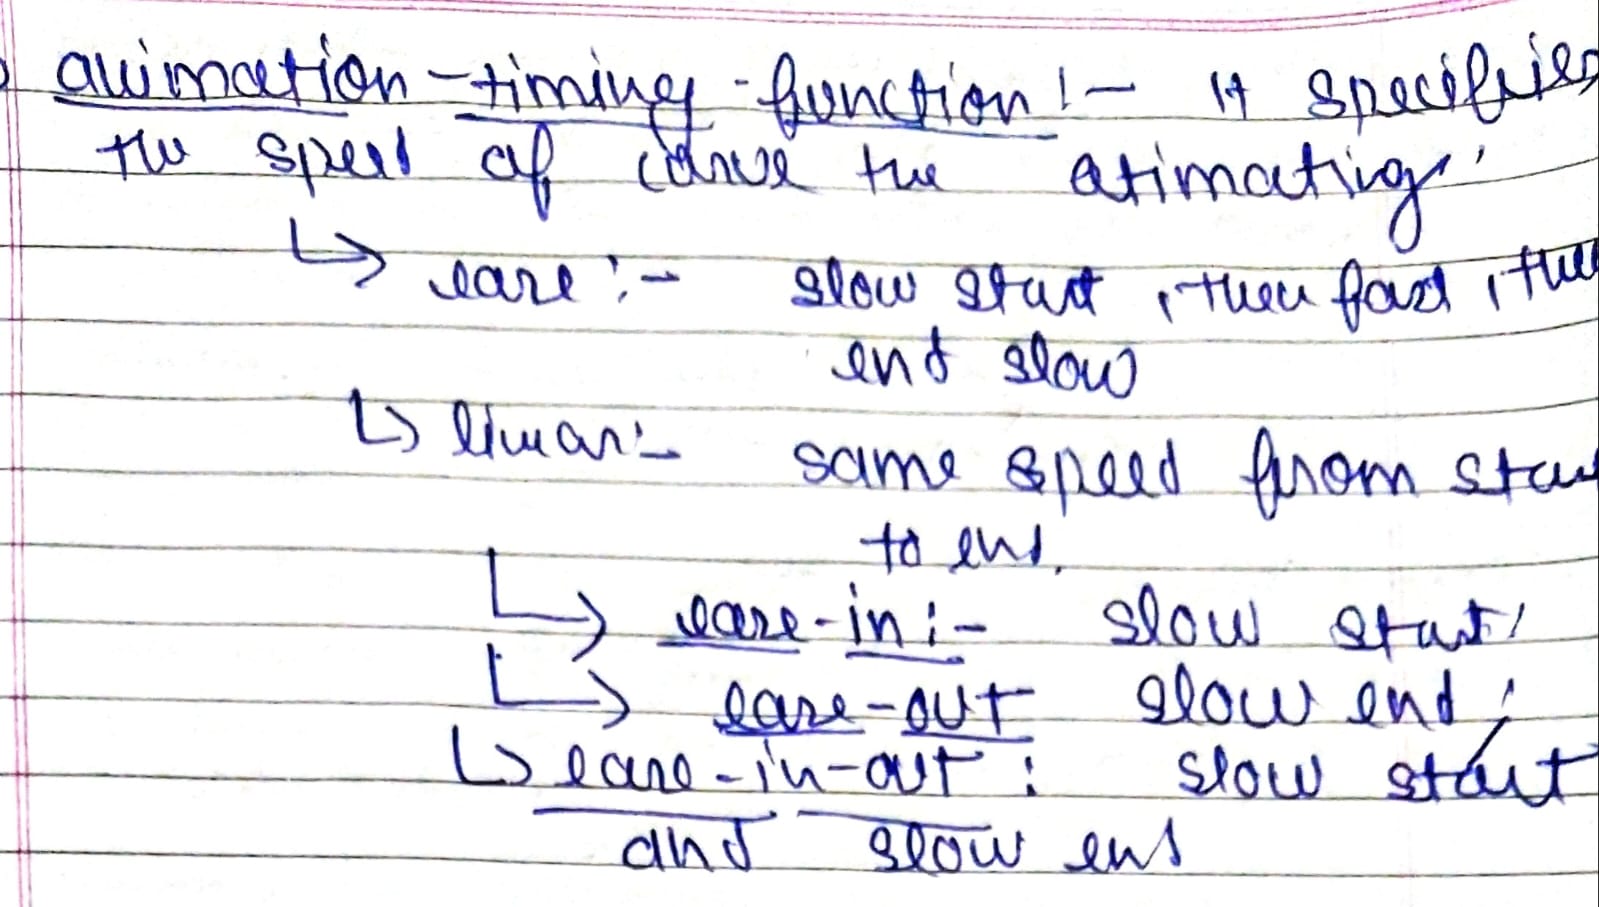 animation-timing-function :- It specifies
the speed of curve the animation.
↳ ease :- slow start, then fast, then
end slow
↳ linear :- same speed from start
to end.
↳ ease-in :- slow start,
↳ ease-out slow end ;
↳ ease-in-out : slow start
and slow end